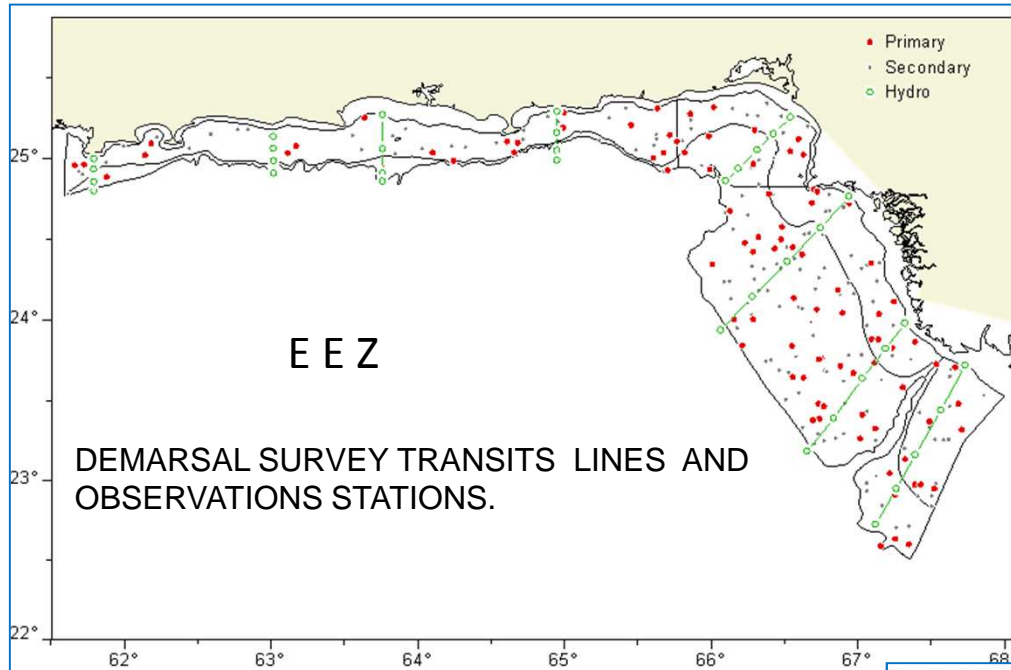 Primary
Secondary
Hydro
25°
24°
E E Z
DEMARSAL SURVEY TRANSITS LINES AND
OBSERVATIONS STATIONS.
23°
22°
62° 63° 64° 65° 66° 67° 68